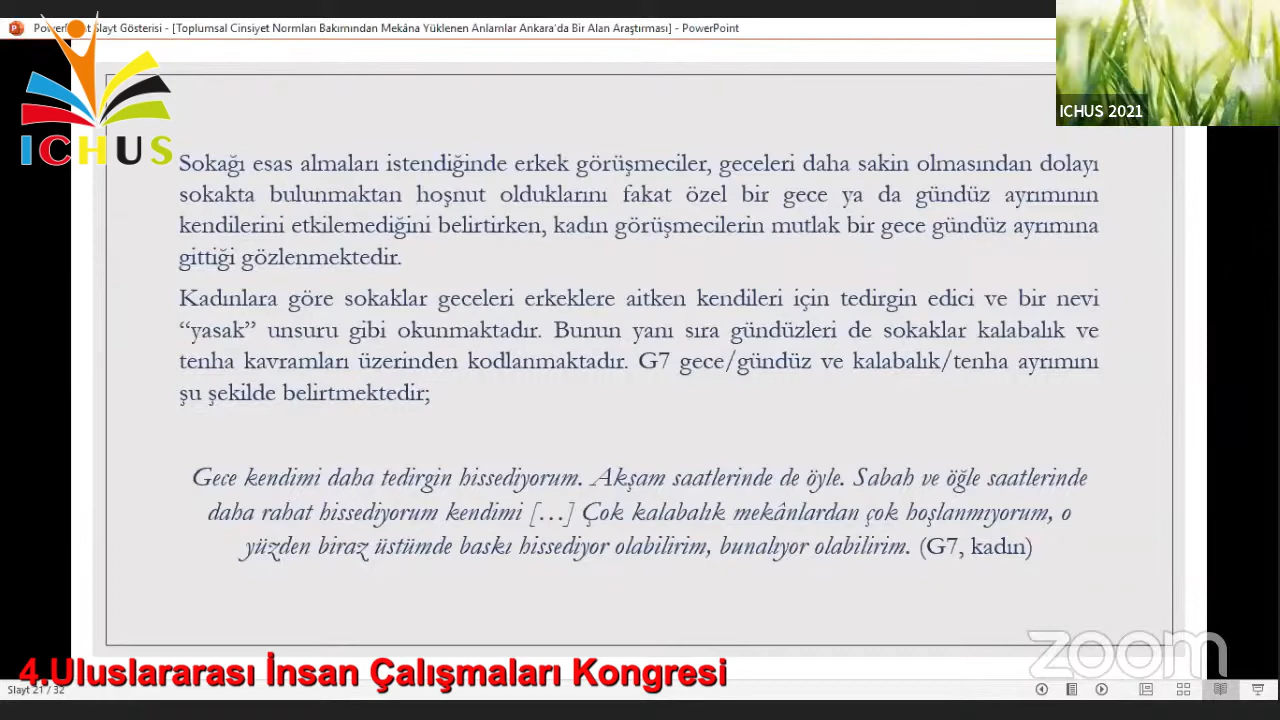 PowerPoint Slayt Gösterisi - [Toplumsal Cinsiyet Normları Bakımından Mekâna Yüklenen Anlamlar Ankara'da Bir Alan Araştırması] - PowerPoint
ICHUS 2021
ICHUS
Sokağı esas almaları istendiğinde erkek görüşmeciler, geceleri daha sakin olmasından dolayı
sokakta bulunmaktan hoşnut olduklarını fakat özel bir gece ya da gündüz ayrımının
kendilerini etkilemediğini belirtirken, kadın görüşmecilerin mutlak bir gece gündüz ayrımına
gittiği gözlenmektedir.
Kadınlara göre sokaklar geceleri erkeklere aitken kendileri için tedirgin edici ve bir nevi
“yasak” unsuru gibi okunmaktadır. Bunun yanı sıra gündüzleri de sokaklar kalabalık ve
tenha kavramları üzerinden kodlanmaktadır. G7 gece/gündüz ve kalabalık/tenha ayrımını
şu şekilde belirtmektedir;
Gece kendimi daha tedirgin hissediyorum. Akşam saatlerinde de öyle. Sabah ve öğle saatlerinde
daha rahat hissediyorum kendimi […] Çok kalabalık mekânlardan çok hoşlanmıyorum, o
yüzden biraz üstümde baskı hissediyor olabilirim, bunalıyor olabilirim. (G7, kadın)
zoom
4.Uluslararası İnsan Çalışmaları Kongresi
Slayt 21 / 32